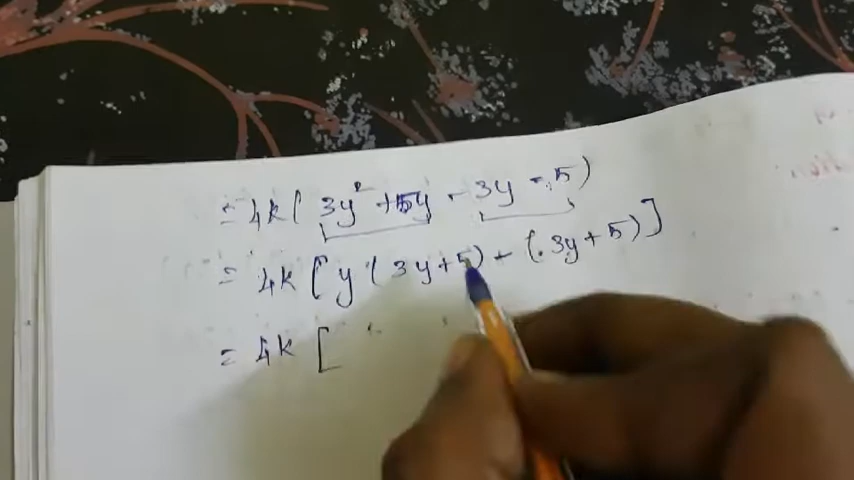 = 4k( 3y² + 5y - 3y - 5)
= 4k [ y ( 3y + 5) - ( 3y + 5) ]
= 4k [